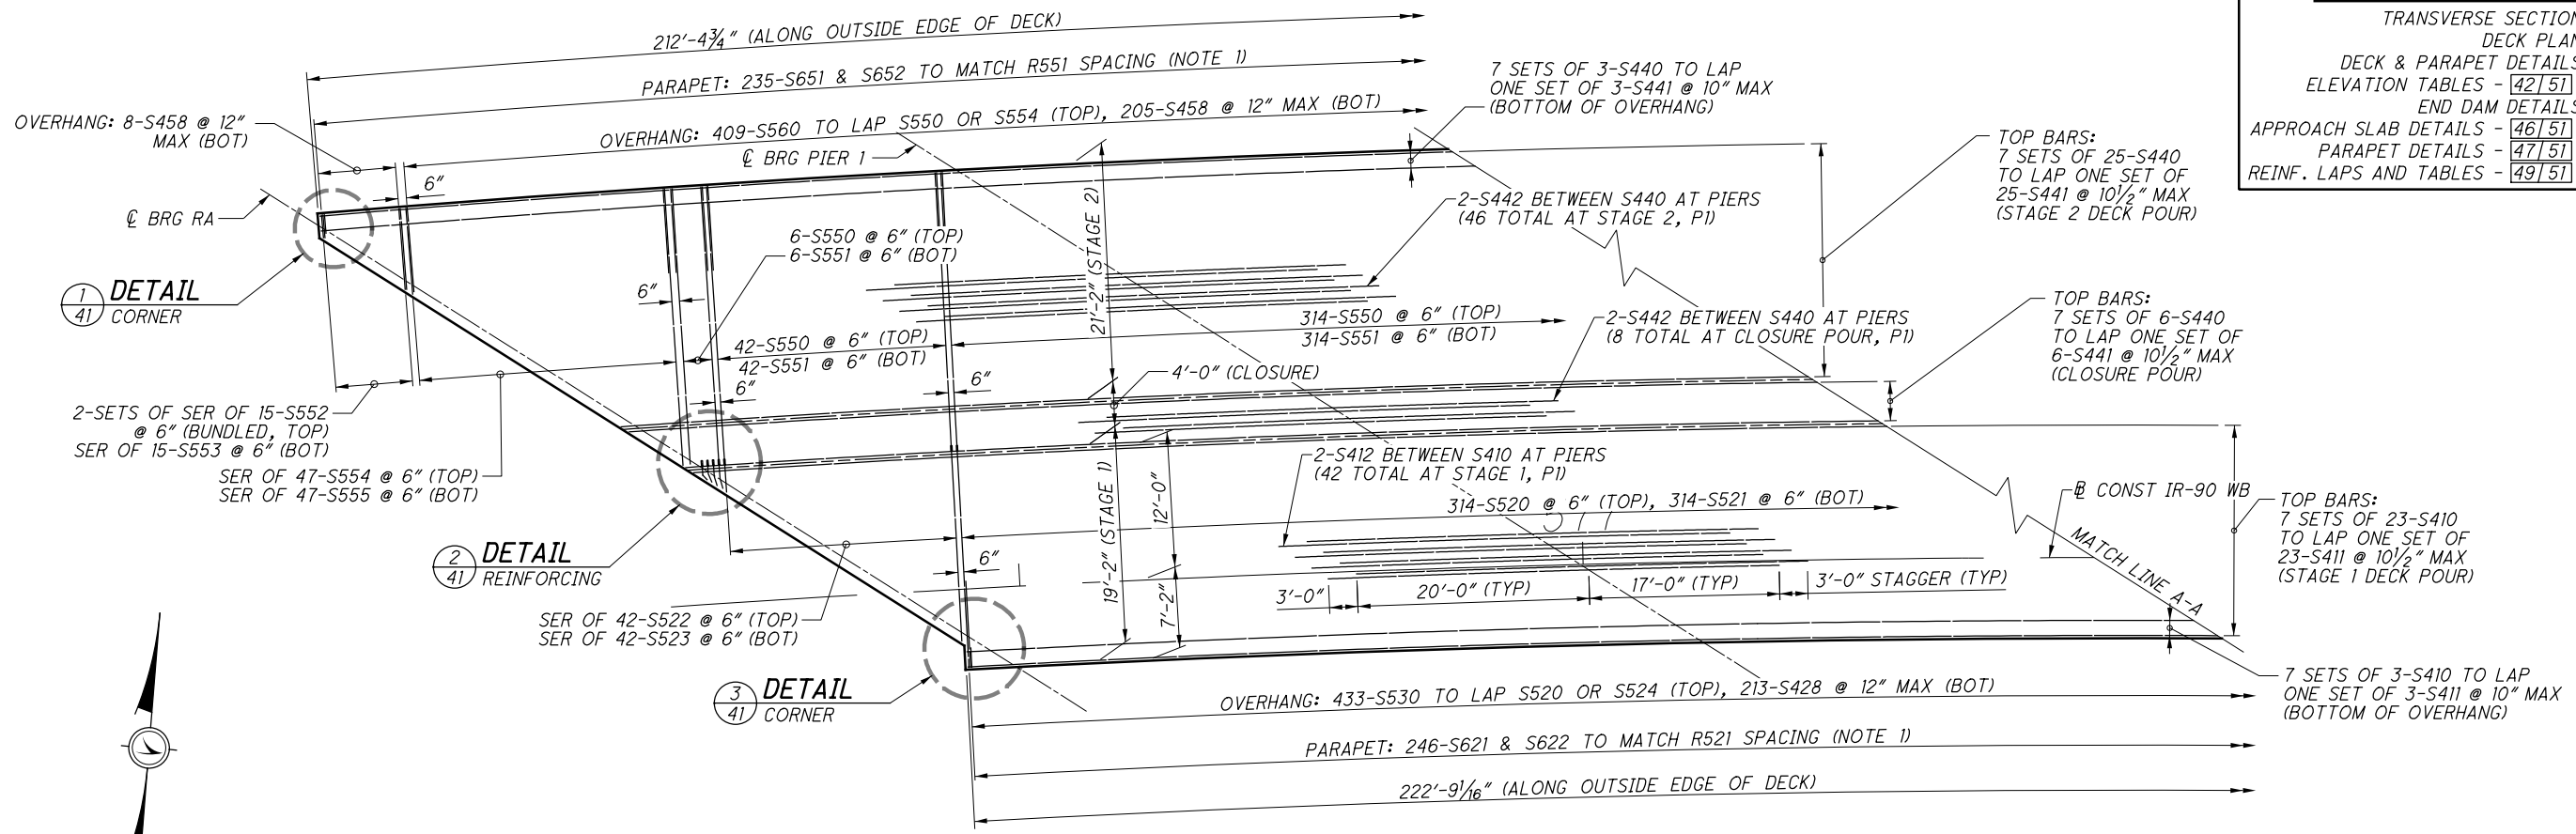 212'-4¾" (ALONG OUTSIDE EDGE OF DECK)
PARAPET: 235-S651 & S652 TO MATCH R551 SPACING (NOTE 1)
OVERHANG: 409-S560 TO LAP S550 OR S554 (TOP), 205-S458 @ 12" MAX (BOT)
OVERHANG: 8-S458 @ 12"
MAX (BOT)
℄ BRG PIER 1
6"
℄ BRG RA
7 SETS OF 3-S440 TO LAP
ONE SET OF 3-S441 @ 10" MAX
(BOTTOM OF OVERHANG)
TRANSVERSE SECTION
DECK PLAN
DECK & PARAPET DETAILS
ELEVATION TABLES - 42/51
END DAM DETAILS
APPROACH SLAB DETAILS - 46/51
PARAPET DETAILS - 47/51
REINF. LAPS AND TABLES - 49/51
TOP BARS:
7 SETS OF 25-S440
TO LAP ONE SET OF
25-S441 @ 10½" MAX
(STAGE 2 DECK POUR)
2-S442 BETWEEN S440 AT PIERS
(46 TOTAL AT STAGE 2, P1)
6-S550 @ 6" (TOP)
6-S551 @ 6" (BOT)
21'-2" (STAGE 2)
1
41
DETAIL
CORNER
6"
314-S550 @ 6" (TOP)
314-S551 @ 6" (BOT)
42-S550 @ 6" (TOP)
42-S551 @ 6" (BOT)
2-S442 BETWEEN S440 AT PIERS
(8 TOTAL AT CLOSURE POUR, P1)
TOP BARS:
7 SETS OF 6-S440
TO LAP ONE SET OF
6-S441 @ 10½" MAX
(CLOSURE POUR)
6"
6"
4'-0" (CLOSURE)
2-SETS OF SER OF 15-S552
@ 6" (BUNDLED, TOP)
SER OF 15-S553 @ 6" (BOT)
SER OF 47-S554 @ 6" (TOP)
SER OF 47-S555 @ 6" (BOT)
2-S412 BETWEEN S410 AT PIERS
(42 TOTAL AT STAGE 1, P1)
314-S520 @ 6" (TOP), 314-S521 @ 6" (BOT)
19'-2" (STAGE 1)
12'-0"
7'-2"
BL CONST IR-90 WB
MATCH LINE A-A
TOP BARS:
7 SETS OF 23-S410
TO LAP ONE SET OF
23-S411 @ 10½" MAX
(STAGE 1 DECK POUR)
2
41
DETAIL
REINFORCING
6"
3'-0"
20'-0" (TYP)
17'-0" (TYP)
3'-0" STAGGER (TYP)
SER OF 42-S522 @ 6" (TOP)
SER OF 42-S523 @ 6" (BOT)
3
41
DETAIL
CORNER
7 SETS OF 3-S410 TO LAP
ONE SET OF 3-S411 @ 10" MAX
(BOTTOM OF OVERHANG)
OVERHANG: 433-S530 TO LAP S520 OR S524 (TOP), 213-S428 @ 12" MAX (BOT)
PARAPET: 246-S621 & S622 TO MATCH R521 SPACING (NOTE 1)
222'-9 1/16" (ALONG OUTSIDE EDGE OF DECK)